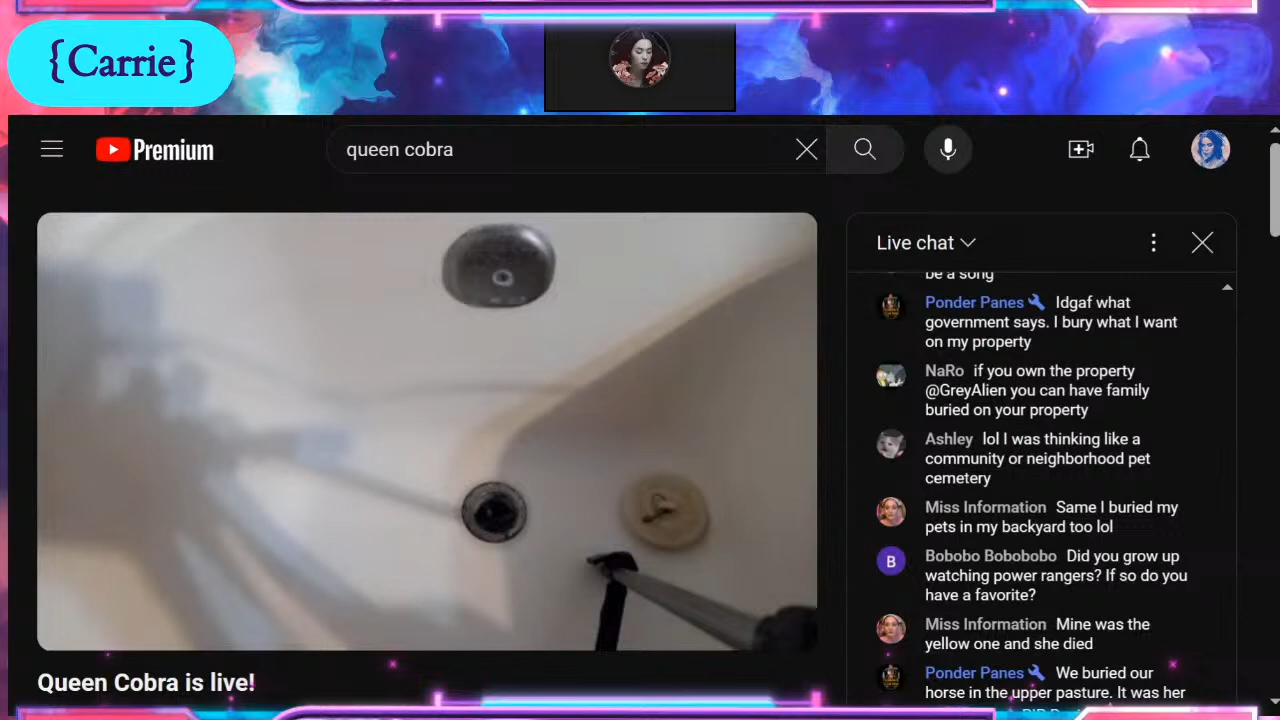 {Carrie}
Premium
queen cobra
Live chat
be a song
Ponder Panes Idgaf what
government says. I bury what I want
on my property
NaRo if you own the property
@GreyAlien you can have family
buried on your property
Ashley lol I was thinking like a
community or neighborhood pet
cemetery
Miss Information Same I buried my
pets in my backyard too lol
B
Bobobo Bobobobo Did you grow up
watching power rangers? If so do you
have a favorite?
Miss Information Mine was the
yellow one and she died
Ponder Panes We buried our
horse in the upper pasture. It was her
Queen Cobra is live!